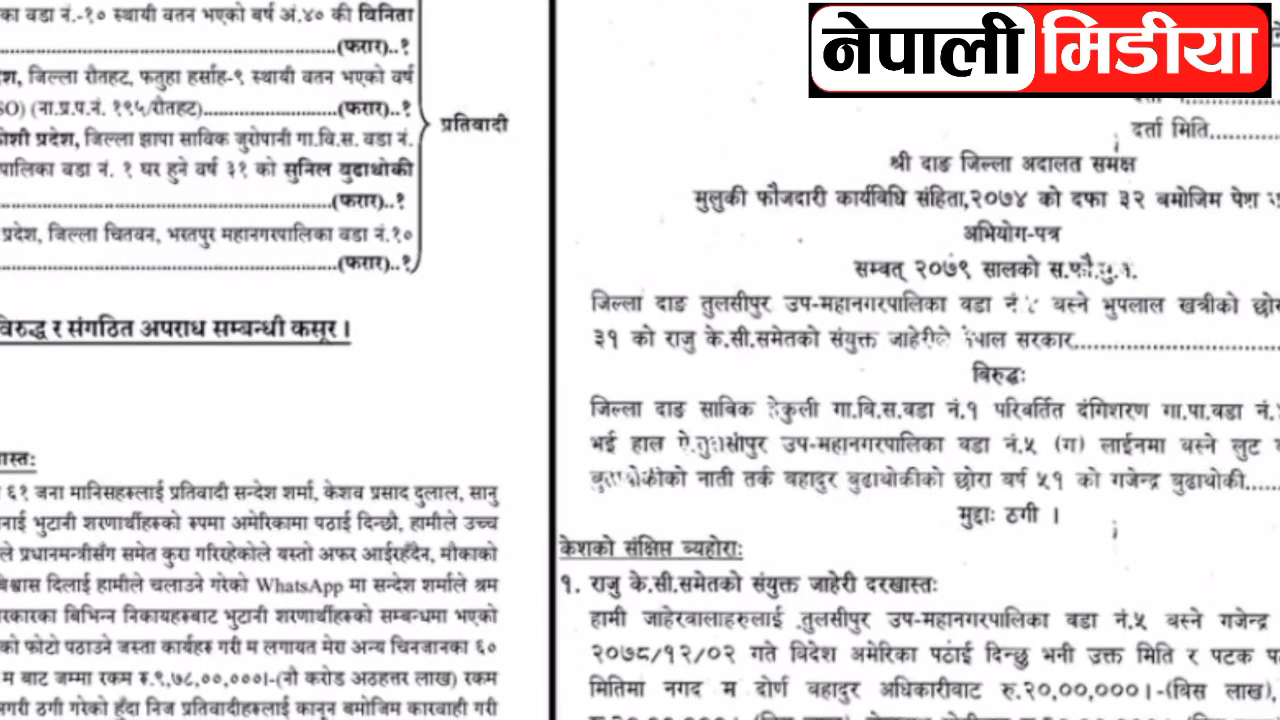 का वडा नं.-१० स्थायी वतन भएको बर्ष अं.४० की विनिता
(फरार)..१
जिल्ला रौतहट, फतुहा हर्साह-९ स्थायी वतन भएको वर्ष
SO) (ना.प्र.प.नं. १९५/रौतहट)..............(फरार)..१
कोशी प्रदेश, जिल्ला झापा साविक जुरोपानी गा.वि.स. वडा नं.
पालिका वडा नं. १ घर हुने वर्ष ३१ को सुनिल बुढाथोकी
(फरार)..१
प्रदेश, जिल्ला चितवन, भरतपुर महानगरपालिका वडा नं.१०
(फरार)..१
प्रतिवादी
विरुद्ध र संगठित अपराध सम्बन्धी कसूर ।
६१ जना मानिसहरूलाई प्रतिवादी सन्देश शर्मा, केशव प्रसाद दुलाल, सानु
भुटानी शरणार्थीहरूको रुपमा अमेरिकामा पठाई दिन्छौ, हामीले उच्च
ले प्रधानमन्त्रीसँग समेत कुरा गरिरहेकोले यस्तो अफर आईरहँदैन, मौकाको
विश्वास दिलाई हामीले चलाउने गरेको WhatsApp मा सन्देश शर्माले श्रम
सरकारका बिभिन्न निकायहरूबाट भुटानी शरणार्थीहरूको सम्बन्धमा भएको
को फोटो पठाउने जस्ता कार्यहरू गरी म लगायत मेरा अन्य चिनजानका ६०
म बाट जम्मा रकम रु.९,७८,००,०००।-(नौ करोड अठहत्तर लाख) रकम
गरी ठगी गरेको हुँदा निज प्रतिवादीहरूलाई कानून बमोजिम कारवाही गरी
नेपाली मिडीया
दर्ता मिति
श्री दाङ जिल्ला अदालत समक्ष
मुलुकी फौजदारी कार्यविधि संहिता,२०७४ को दफा ३२ बमोजिम पेश
अभियोग-पत्र
सम्बत् २०७९ सालको स.फौ.
जिल्ला दाङ तुलसीपुर उप-महानगरपालिका वडा नं बस्ने भुपलाल खत्रीको छोरा
३१ को राजु के.सी.समेतको संयुक्त जाहेरीले नेपाल सरकार
बिरुद्धः
जिल्ला दाङ साबिक हेकुली गा.बि.स.वडा नं.१ परिवर्तित दंगिशरण गा.पा.वडा नं.
भई हाल ऐ.तुलसीपुर उप-महानगरपालिका वडा नं.५ (ग) लाईनमा बस्ने लुट
बुढाथोकीको नाती तर्क बहादुर बुढाथोकीको छोरा बर्ष ५१ को गजेन्द्र बुढाथोकी
मुद्दाः ठगी ।
केशको संक्षिप्त ब्यहोराः
१. राजु के.सी.समेतको संयुक्त जाहेरी दरखास्तः
हामी जाहेरवालाहरुलाई तुलसीपुर उप-महानगरपालिका वडा नं.५ बस्ने गजेन्द्र
२०७८/१२/०२ गते बिदेश अमेरिका पठाई दिन्छु भनी उक्त मिति र पटक
मितिमा नगद म दोर्ण बहादुर अधिकारीबाट रु.२०,००,०००।-(बिस लाख),